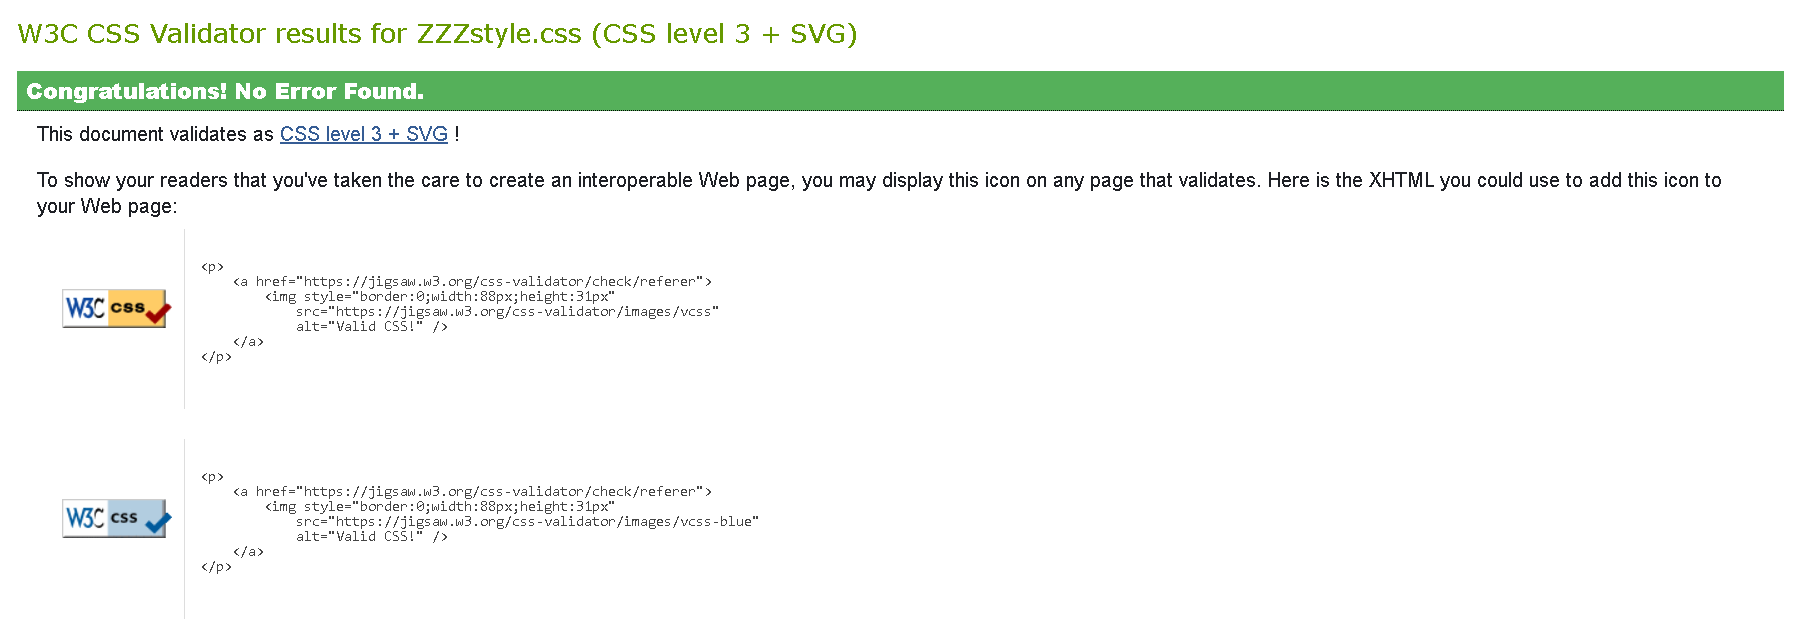 W3C CSS Validator results for ZZZstyle.css (CSS level 3 + SVG)
Congratulations! No Error Found.
This document validates as CSS level 3 + SVG !
To show your readers that you've taken the care to create an interoperable Web page, you may display this icon on any page that validates. Here is the XHTML you could use to add this icon to
your Web page:
W3C css
<p>
<a href="https://jigsaw.w3.org/css-validator/check/referer">
<img style="border:0;width:88px;height:31px"
src="https://jigsaw.w3.org/css-validator/images/vcss"
alt="Valid CSS!" />
</a>
</p>
W3C css
<p>
<a href="https://jigsaw.w3.org/css-validator/check/referer">
<img style="border:0;width:88px;height:31px"
src="https://jigsaw.w3.org/css-validator/images/vcss-blue"
alt="Valid CSS!" />
</a>
</p>